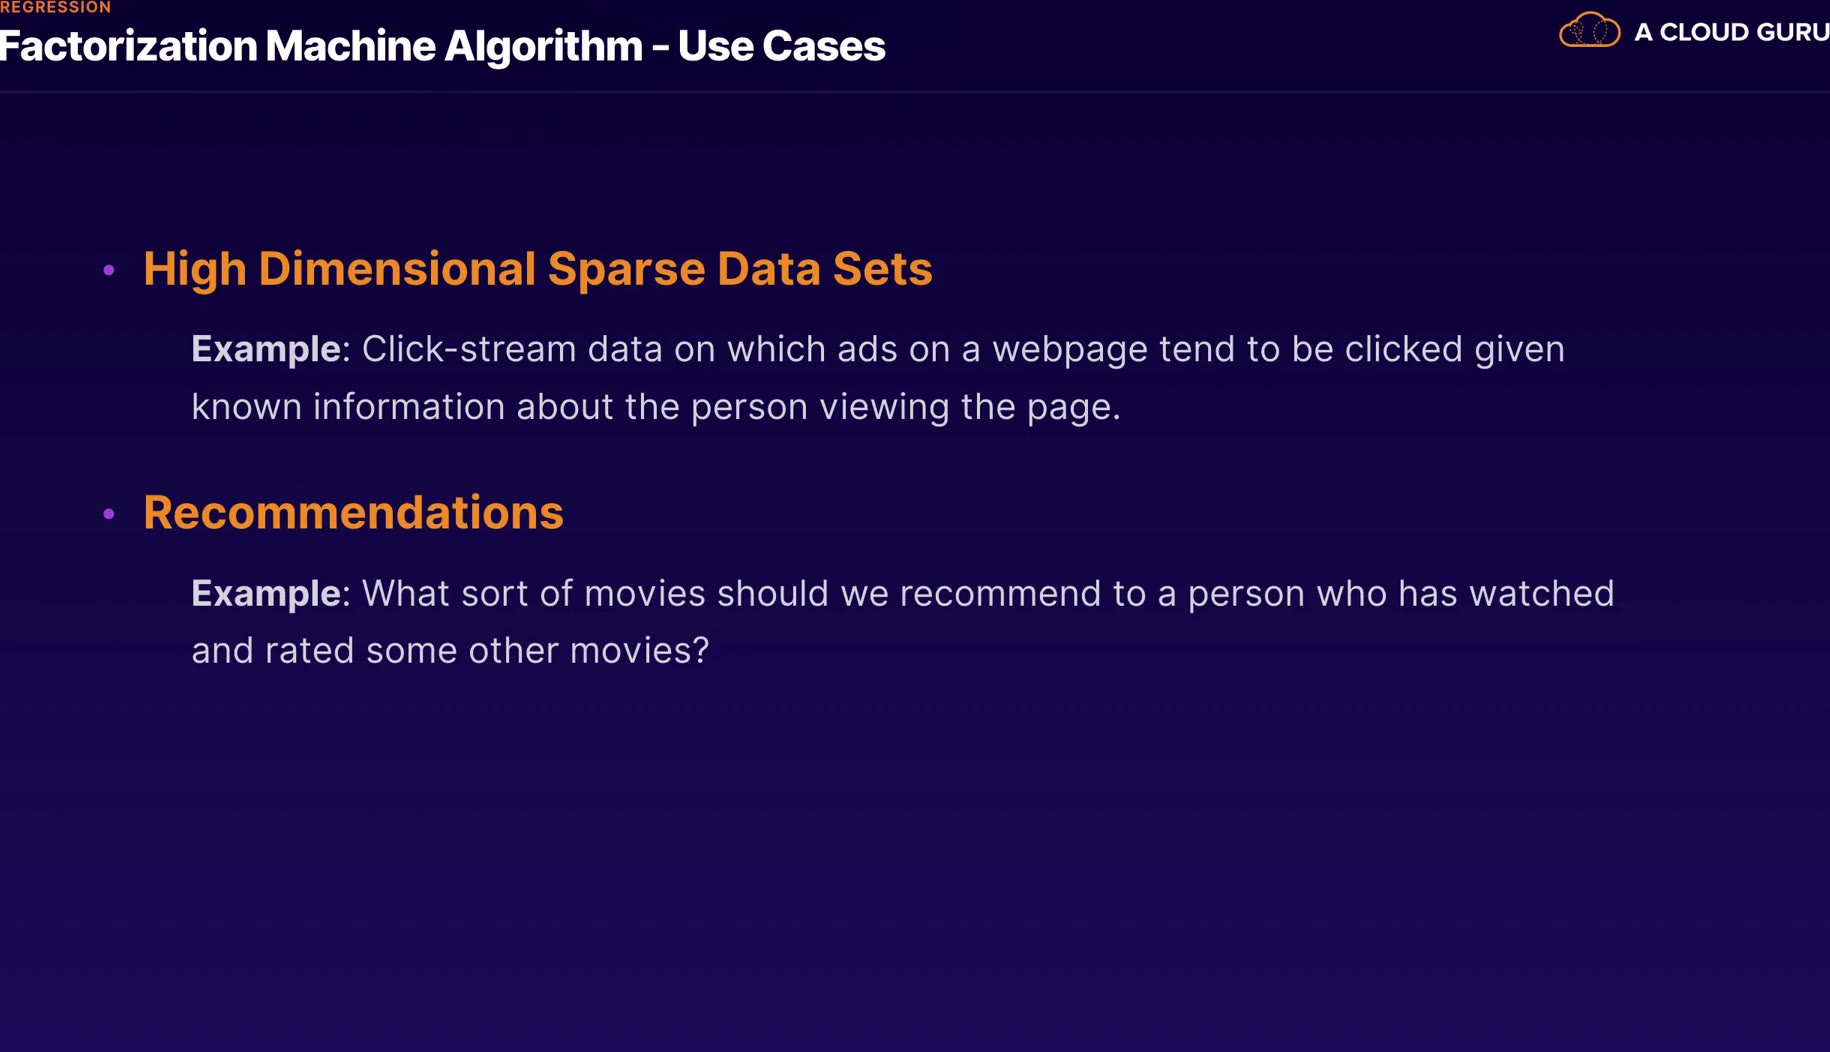 REGRESSION
Factorization Machine Algorithm - Use Cases
A CLOUD GURU
• High Dimensional Sparse Data Sets
Example: Click-stream data on which ads on a webpage tend to be clicked given
known information about the person viewing the page.
• Recommendations
Example: What sort of movies should we recommend to a person who has watched
and rated some other movies?